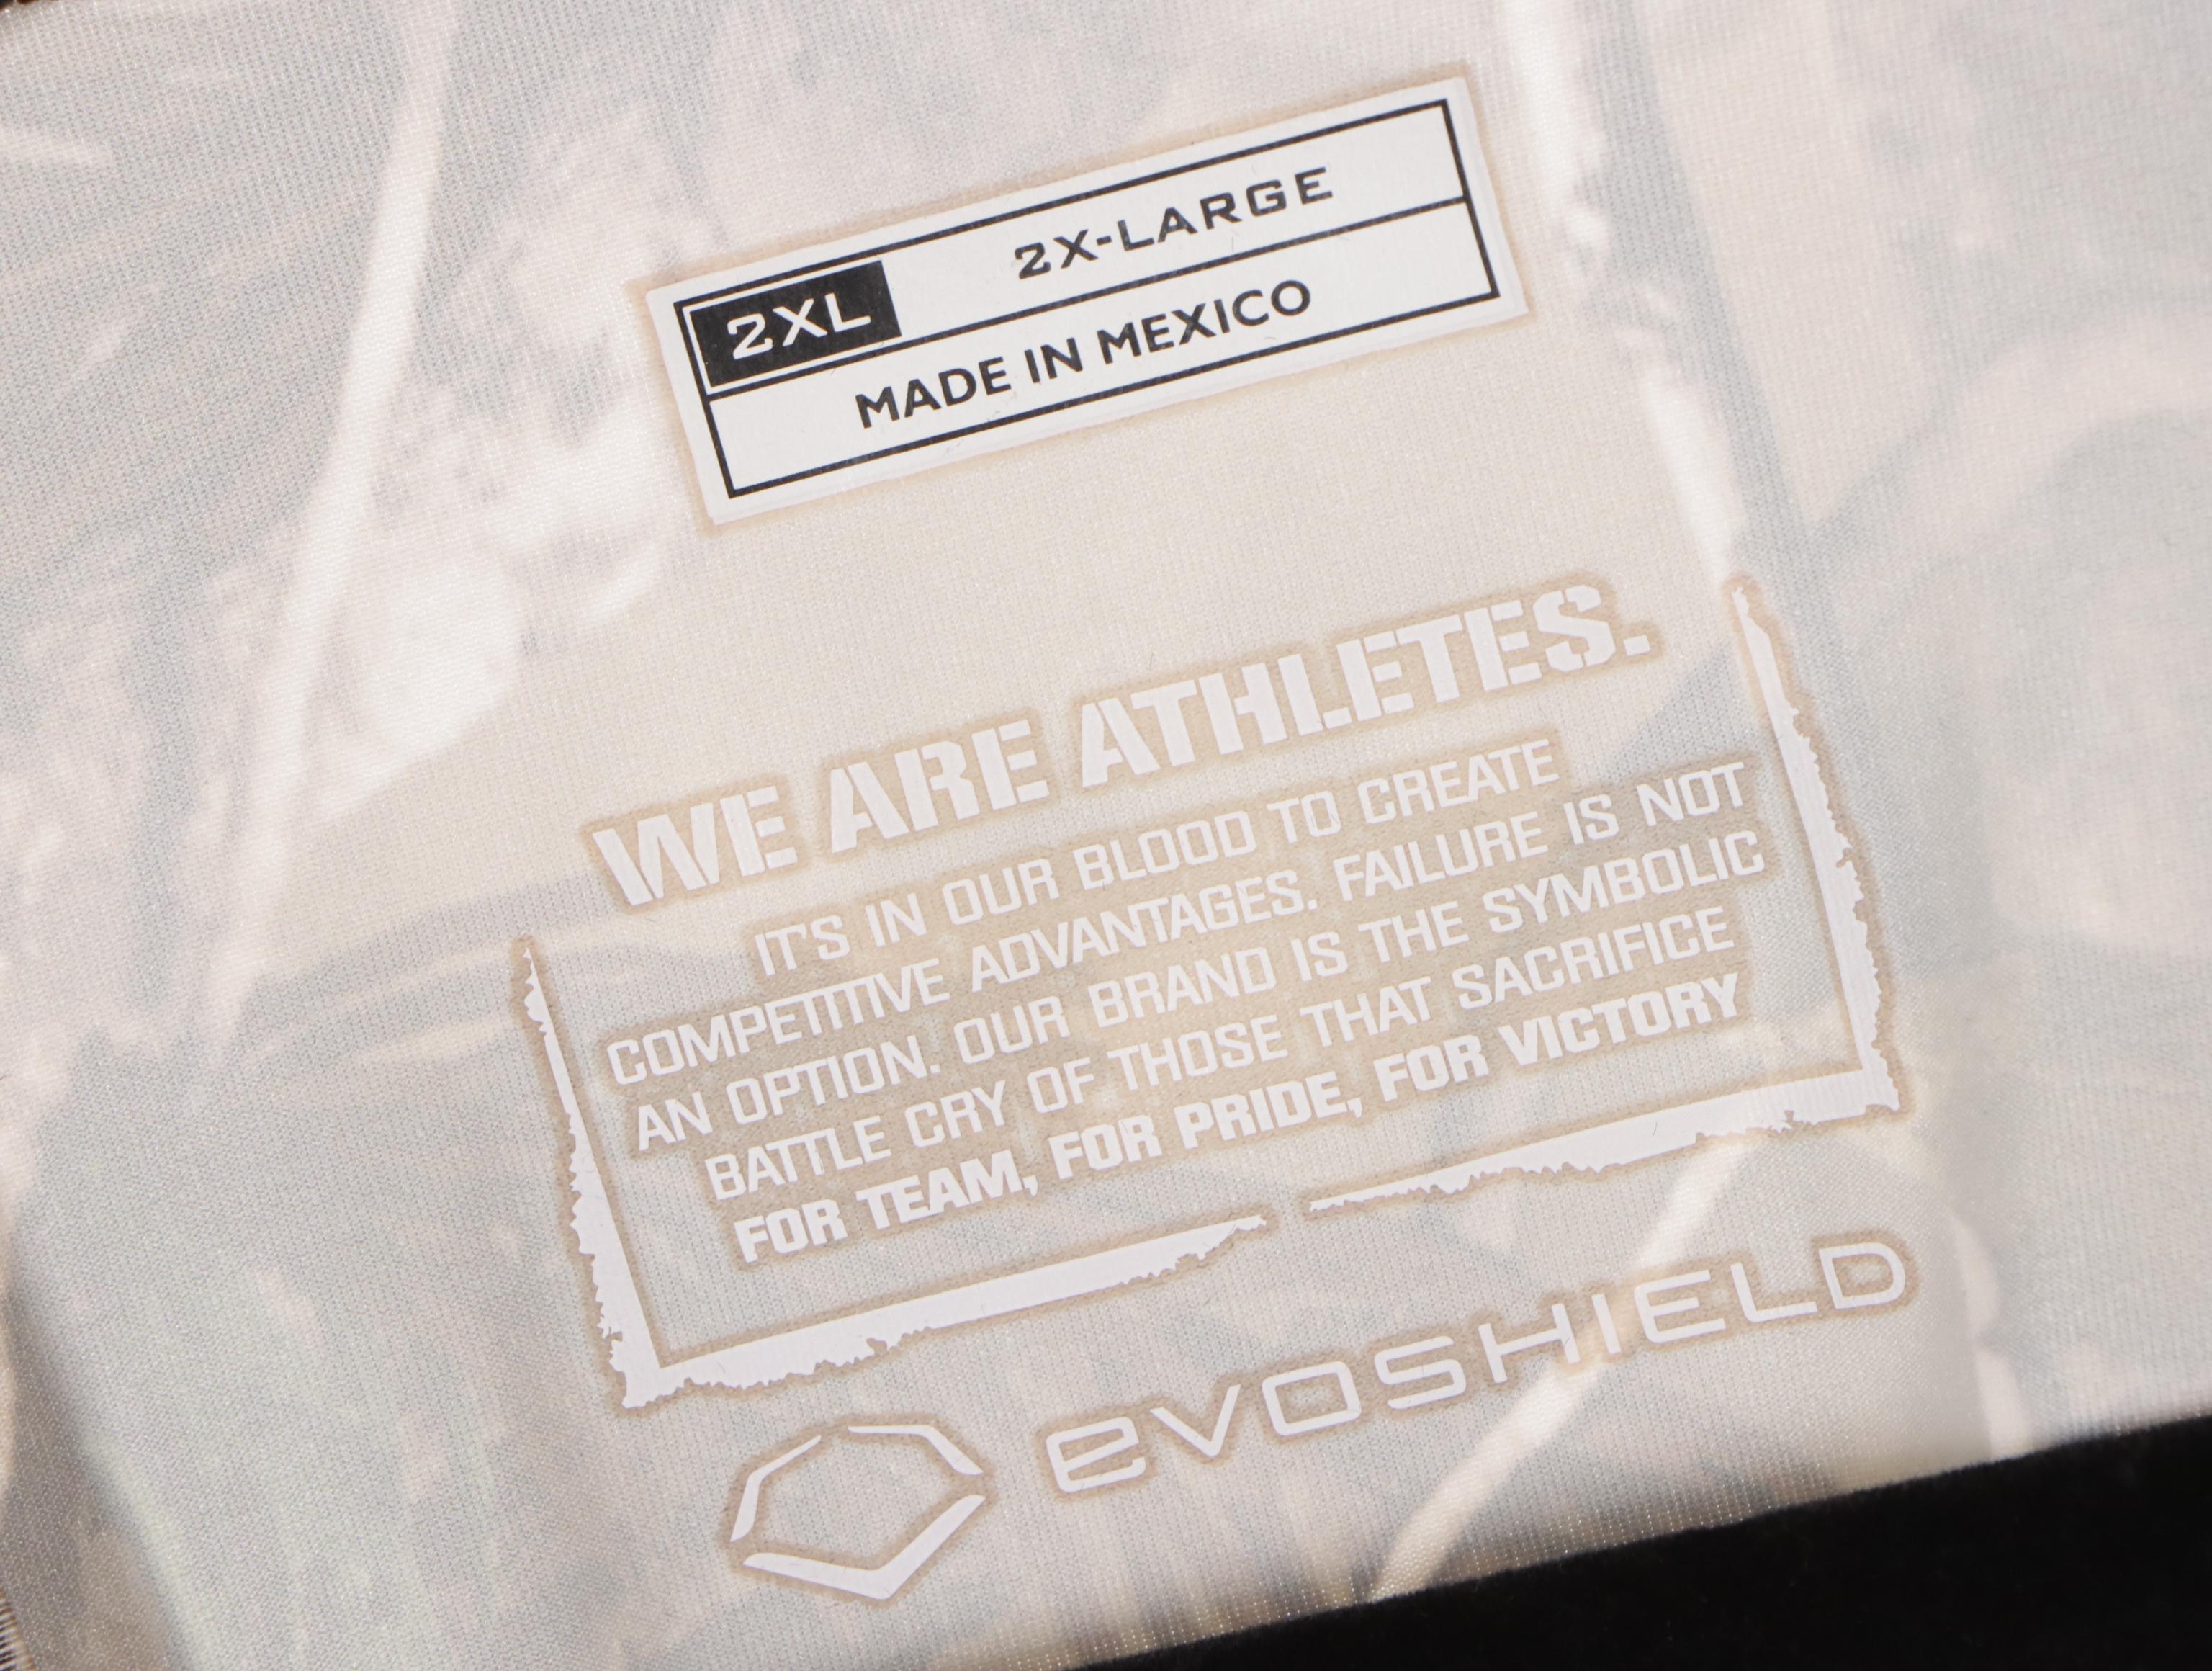 2XL 2X-LARGE
MADE IN MEXICO
WE ARE ATHLETES.
IT'S IN OUR BLOOD TO CREATE
COMPETITIVE ADVANTAGES. FAILURE IS NOT
AN OPTION. OUR BRAND IS THE SYMBOLIC
BATTLE CRY OF THOSE THAT SACRIFICE
FOR TEAM, FOR PRIDE, FOR VICTORY
eVOSHIELD